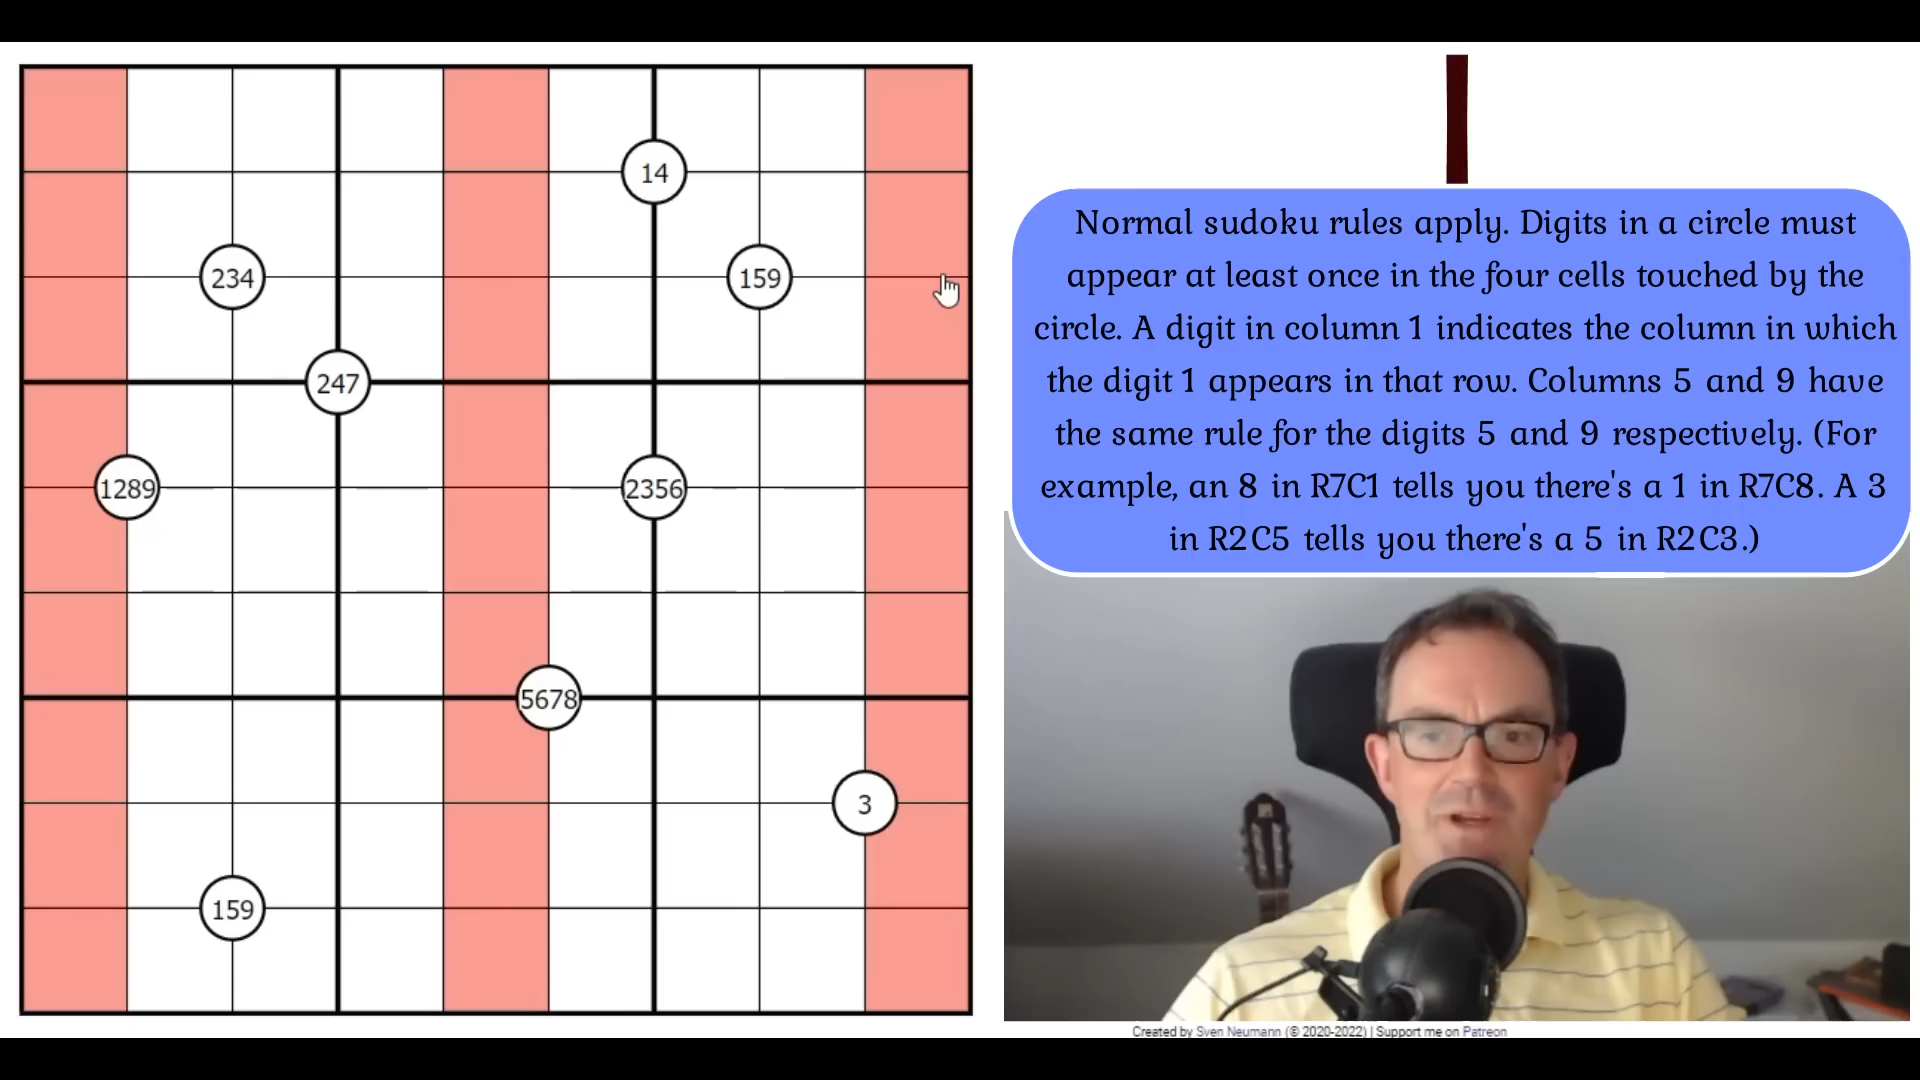 14
234
159
247
1289
2356
5678
3
159
Normal sudoku rules apply. Digits in a circle must
appear at least once in the four cells touched by the
circle. A digit in column 1 indicates the column in which
the digit 1 appears in that row. Columns 5 and 9 have
the same rule for the digits 5 and 9 respectively. (For
example, an 8 in R7C1 tells you there's a 1 in R7C8. A 3
in R2C5 tells you there's a 5 in R2C3.)
Created by Sven Neumann (© 2020-2022) | Support me on Patreon